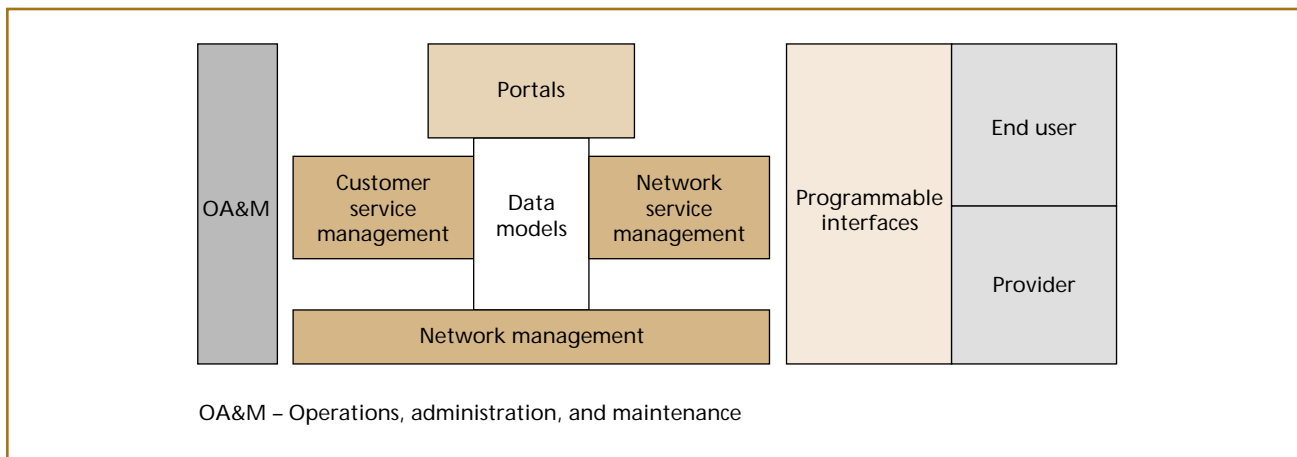 OA&M
Portals
Customer
service
management
Data
models
Network
service
management
Network management
Programmable
interfaces
End user
Provider
OA&M – Operations, administration, and maintenance